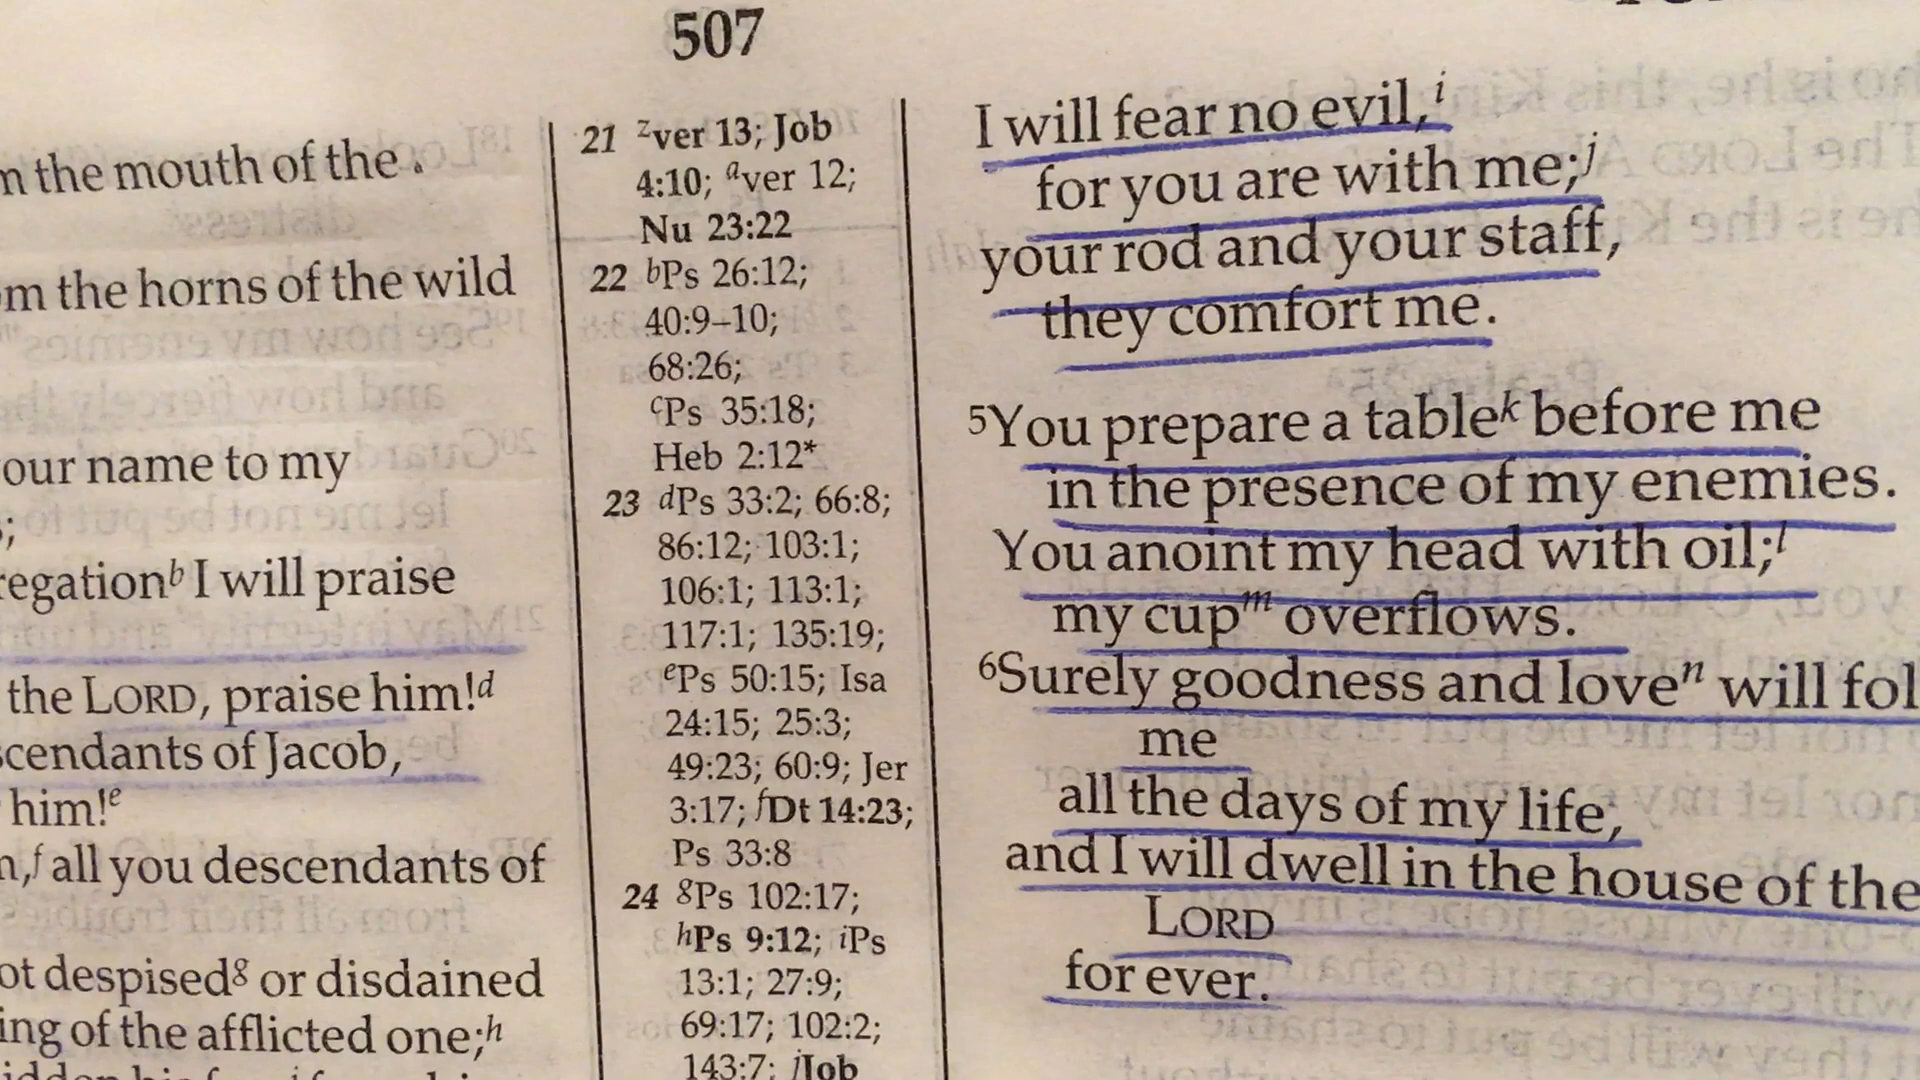 507
n the mouth of the
om the horns of the wild
our name to my
s;
regationᵇ I will praise
the LORD, praise him!ᵈ
scendants of Jacob,
him!ᵉ
n,ᶠ all you descendants of
ot despisedᵍ or disdained
ing of the afflicted one;ʰ
21 ᶻver 13; Job
4:10; ᵃver 12;
Nu 23:22
22 ᵇPs 26:12;
40:9–10;
68:26;
ᶜPs 35:18;
Heb 2:12*
23 ᵈPs 33:2; 66:8;
86:12; 103:1;
106:1; 113:1;
117:1; 135:19;
ᵉPs 50:15; Isa
24:15; 25:3;
49:23; 60:9; Jer
3:17; ᶠDt 14:23;
Ps 33:8
24 ᵍPs 102:17;
ʰPs 9:12; ⁱPs
13:1; 27:9;
69:17; 102:2;
143:7; ʲJob
I will fear no evil,ⁱ
for you are with me;ʲ
your rod and your staff,
they comfort me.
⁵You prepare a tableᵏ before me
in the presence of my enemies.
You anoint my head with oil;ˡ
my cupᵐ overflows.
⁶Surely goodness and loveⁿ will fol
me
all the days of my life,
and I will dwell in the house of the
LORD
for ever.